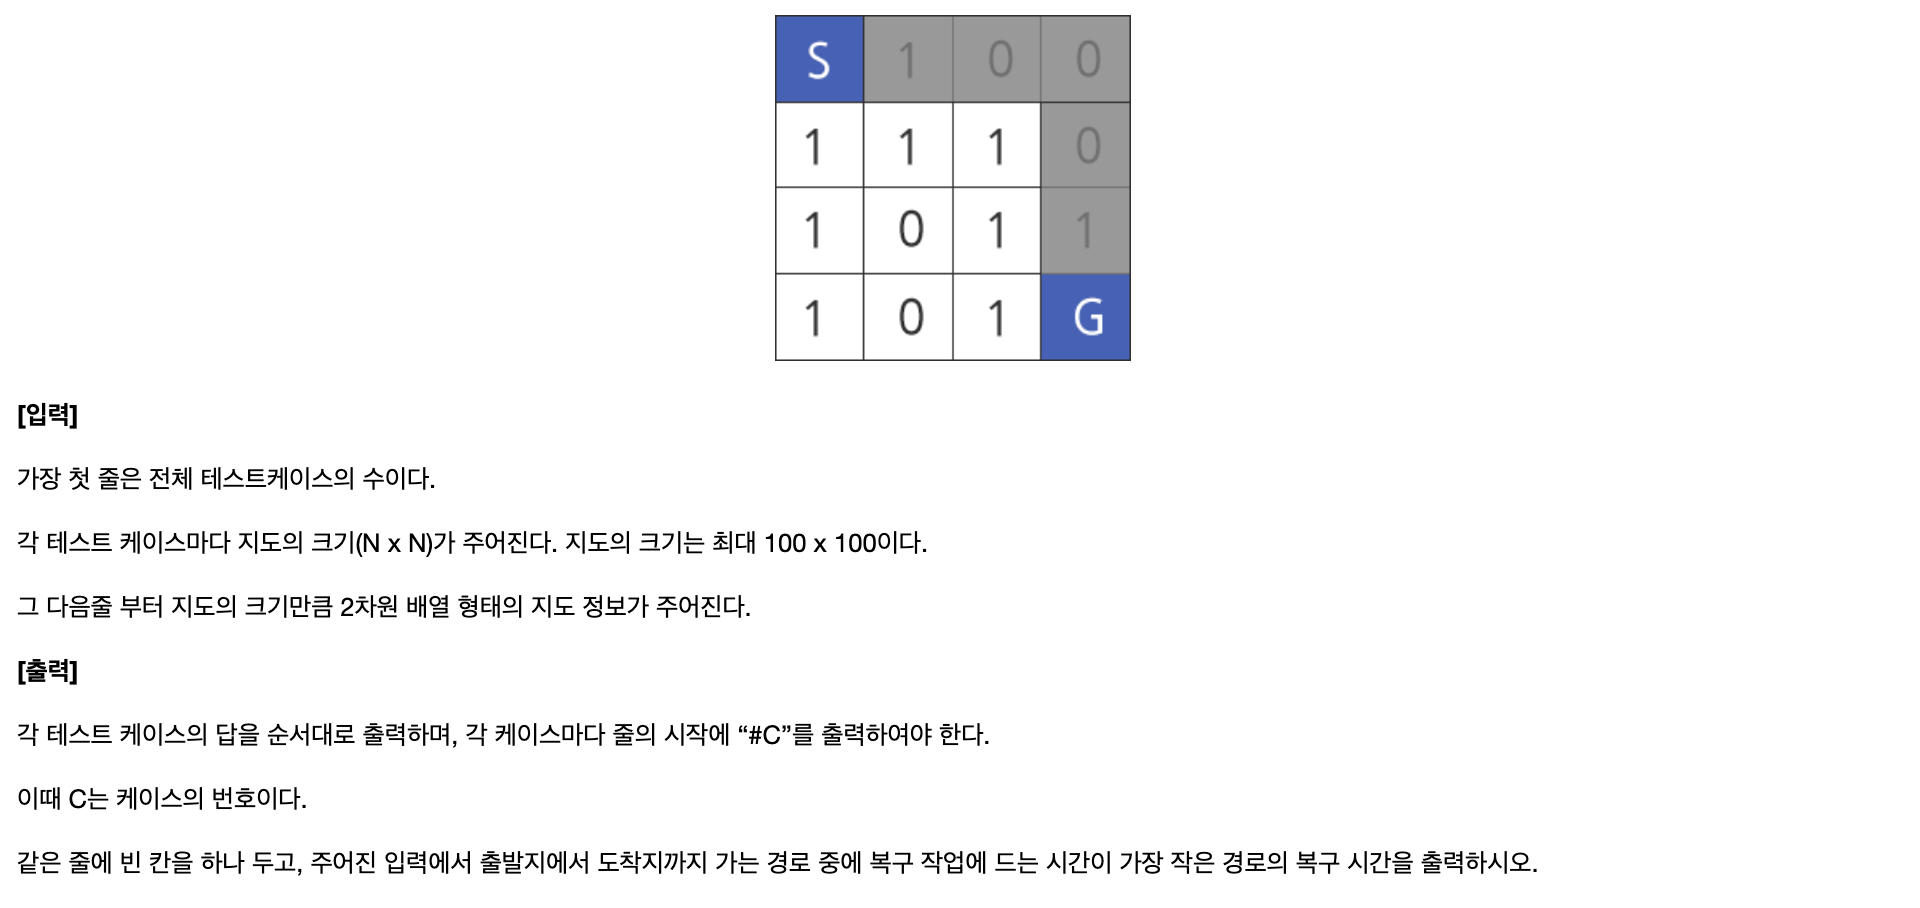 S 1 0 0
1 1 1 0
1 0 1 1
1 0 1 G
[입력]
가장 첫 줄은 전체 테스트케이스의 수이다.
각 테스트 케이스마다 지도의 크기(N x N)가 주어진다. 지도의 크기는 최대 100 x 100이다.
그 다음줄 부터 지도의 크기만큼 2차원 배열 형태의 지도 정보가 주어진다.
[출력]
각 테스트 케이스의 답을 순서대로 출력하며, 각 케이스마다 줄의 시작에 “#C”를 출력하여야 한다.
이때 C는 케이스의 번호이다.
같은 줄에 빈 칸을 하나 두고, 주어진 입력에서 출발지에서 도착지까지 가는 경로 중에 복구 작업에 드는 시간이 가장 작은 경로의 복구 시간을 출력하시오.